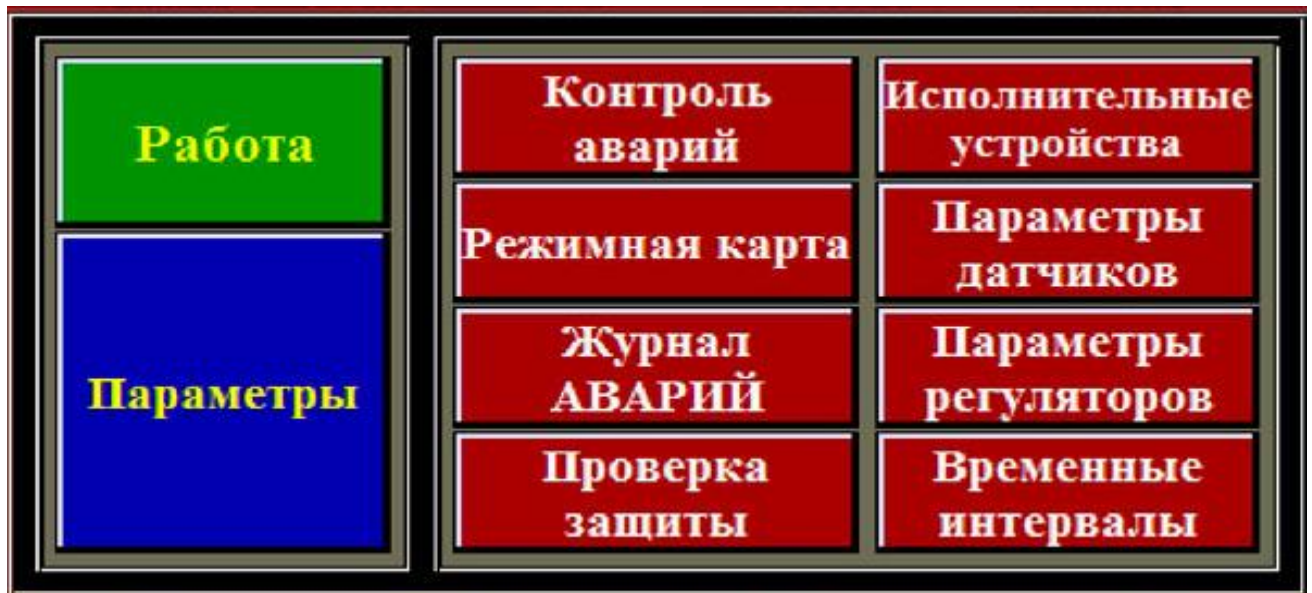 Работа
Параметры
Контроль
аварий
Режимная карта
Журнал
АВАРИЙ
Проверка
защиты
Исполнительные
устройства
Параметры
датчиков
Параметры
регуляторов
Временные
интервалы